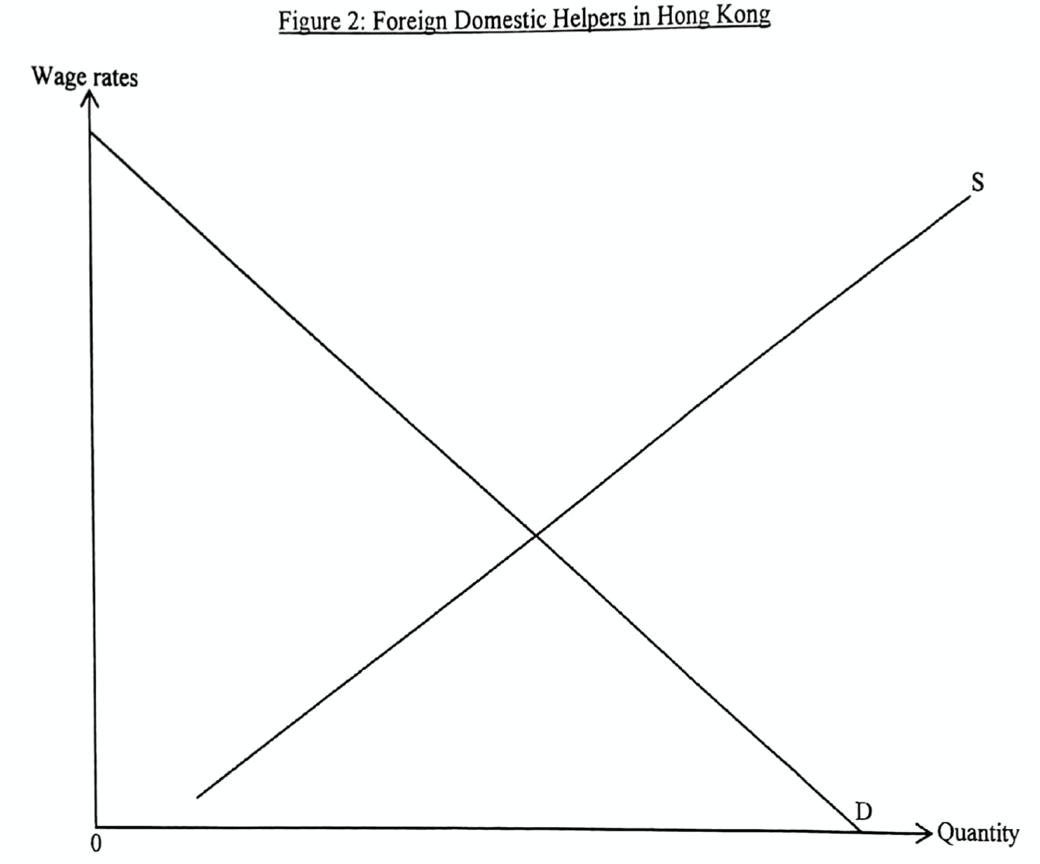 Figure 2: Foreign Domestic Helpers in Hong Kong
Wage rates
S
D
Quantity
0